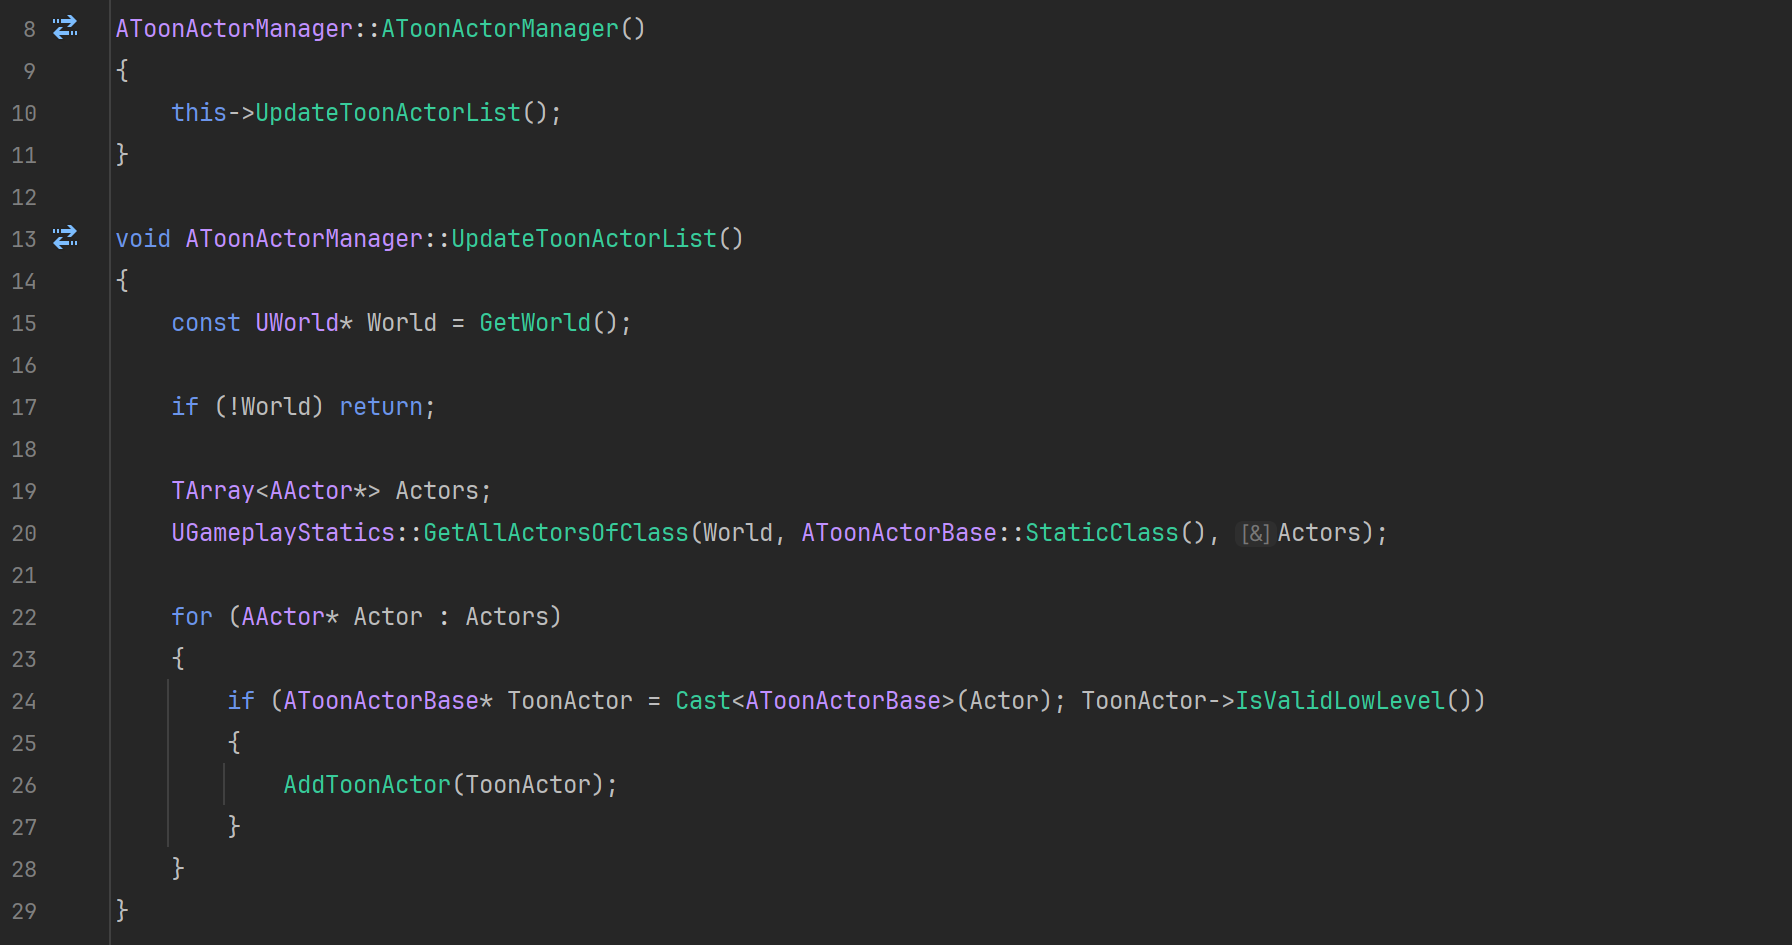 8 AToonActorManager::AToonActorManager()
9 {
10     this->UpdateToonActorList();
11 }
12
13 void AToonActorManager::UpdateToonActorList()
14 {
15     const UWorld* World = GetWorld();
16
17     if (!World) return;
18
19     TArray<AActor*> Actors;
20     UGameplayStatics::GetAllActorsOfClass(World, AToonActorBase::StaticClass(), [&]Actors);
21
22     for (AActor* Actor : Actors)
23     {
24         if (AToonActorBase* ToonActor = Cast<AToonActorBase>(Actor); ToonActor->IsValidLowLevel())
25         {
26             AddToonActor(ToonActor);
27         }
28     }
29 }